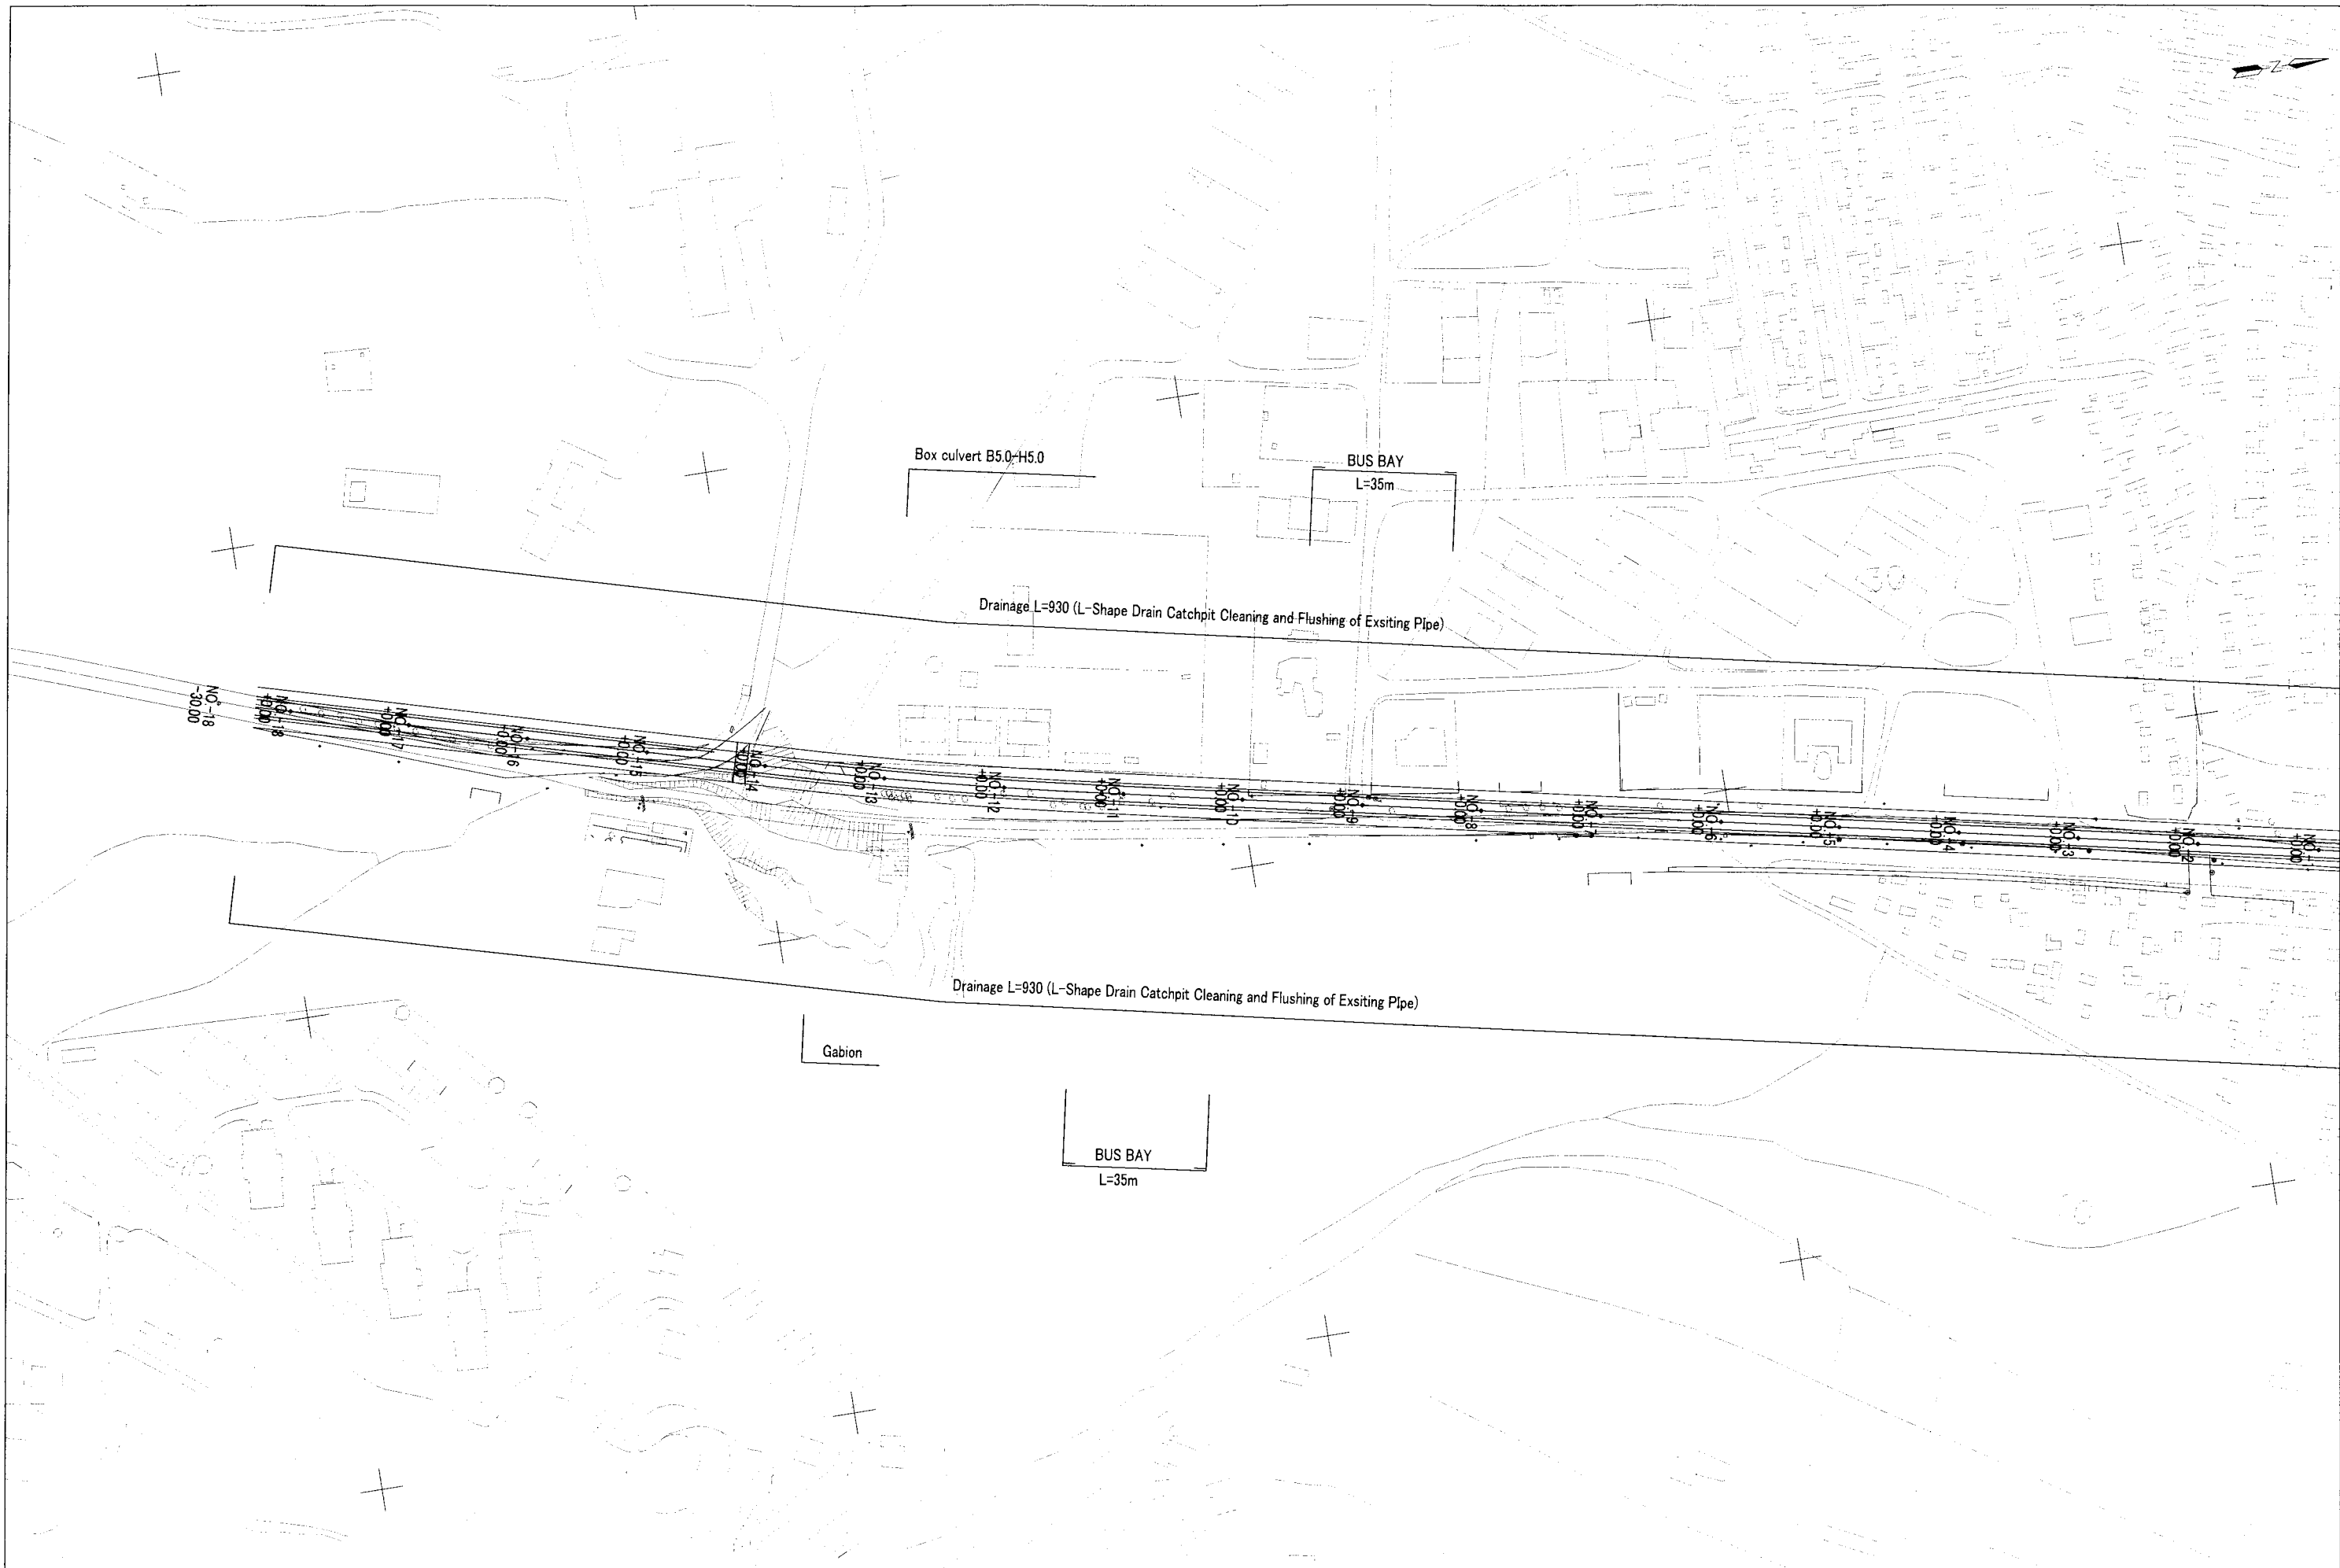 Z
Box culvert B5.0×H5.0
BUS BAY
L=35m
Drainage L=930 (L-Shape Drain Catchpit Cleaning and Flushing of Exsiting PIpe)
NO.-18
-30.00
NO.-18
+0.00
NO.-17
+0.00
NO.-16
+0.00
NO.-15
+0.00
NO.-14
+0.00
NO.-13
+0.00
NO.-12
+0.00
NO.-11
+0.00
NO.-10
+0.00
NO.-9
+0.00
NO.-8
+0.00
NO.-7
+0.00
NO.-6
+0.00
NO.-5
+0.00
NO.-4
+0.00
NO.-3
+0.00
NO.-2
+0.00
NO.-1
+0.00
Drainage L=930 (L-Shape Drain Catchpit Cleaning and Flushing of Exsiting PIpe)
Gabion
BUS BAY
L=35m